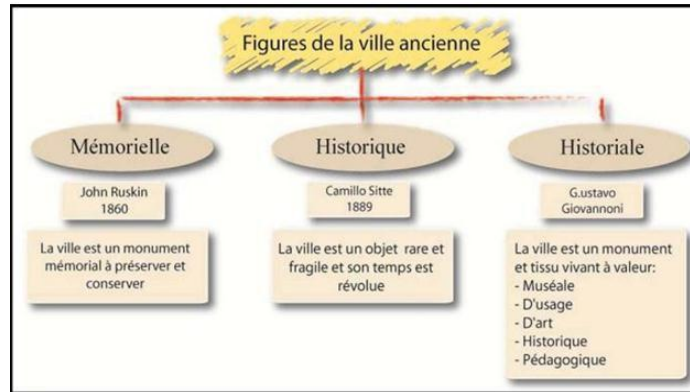 Figures de la ville ancienne
Mémorielle
John Ruskin
1860
La ville est un monument
mémorial à préserver et
conserver
Historique
Camillo Sitte
1889
La ville est un objet rare et
fragile et son temps est
révolue
Historiale
G.ustavo
Giovannoni
La ville est un monument
et tissu vivant à valeur:
- Muséale
- D'usage
- D'art
- Historique
- Pédagogique